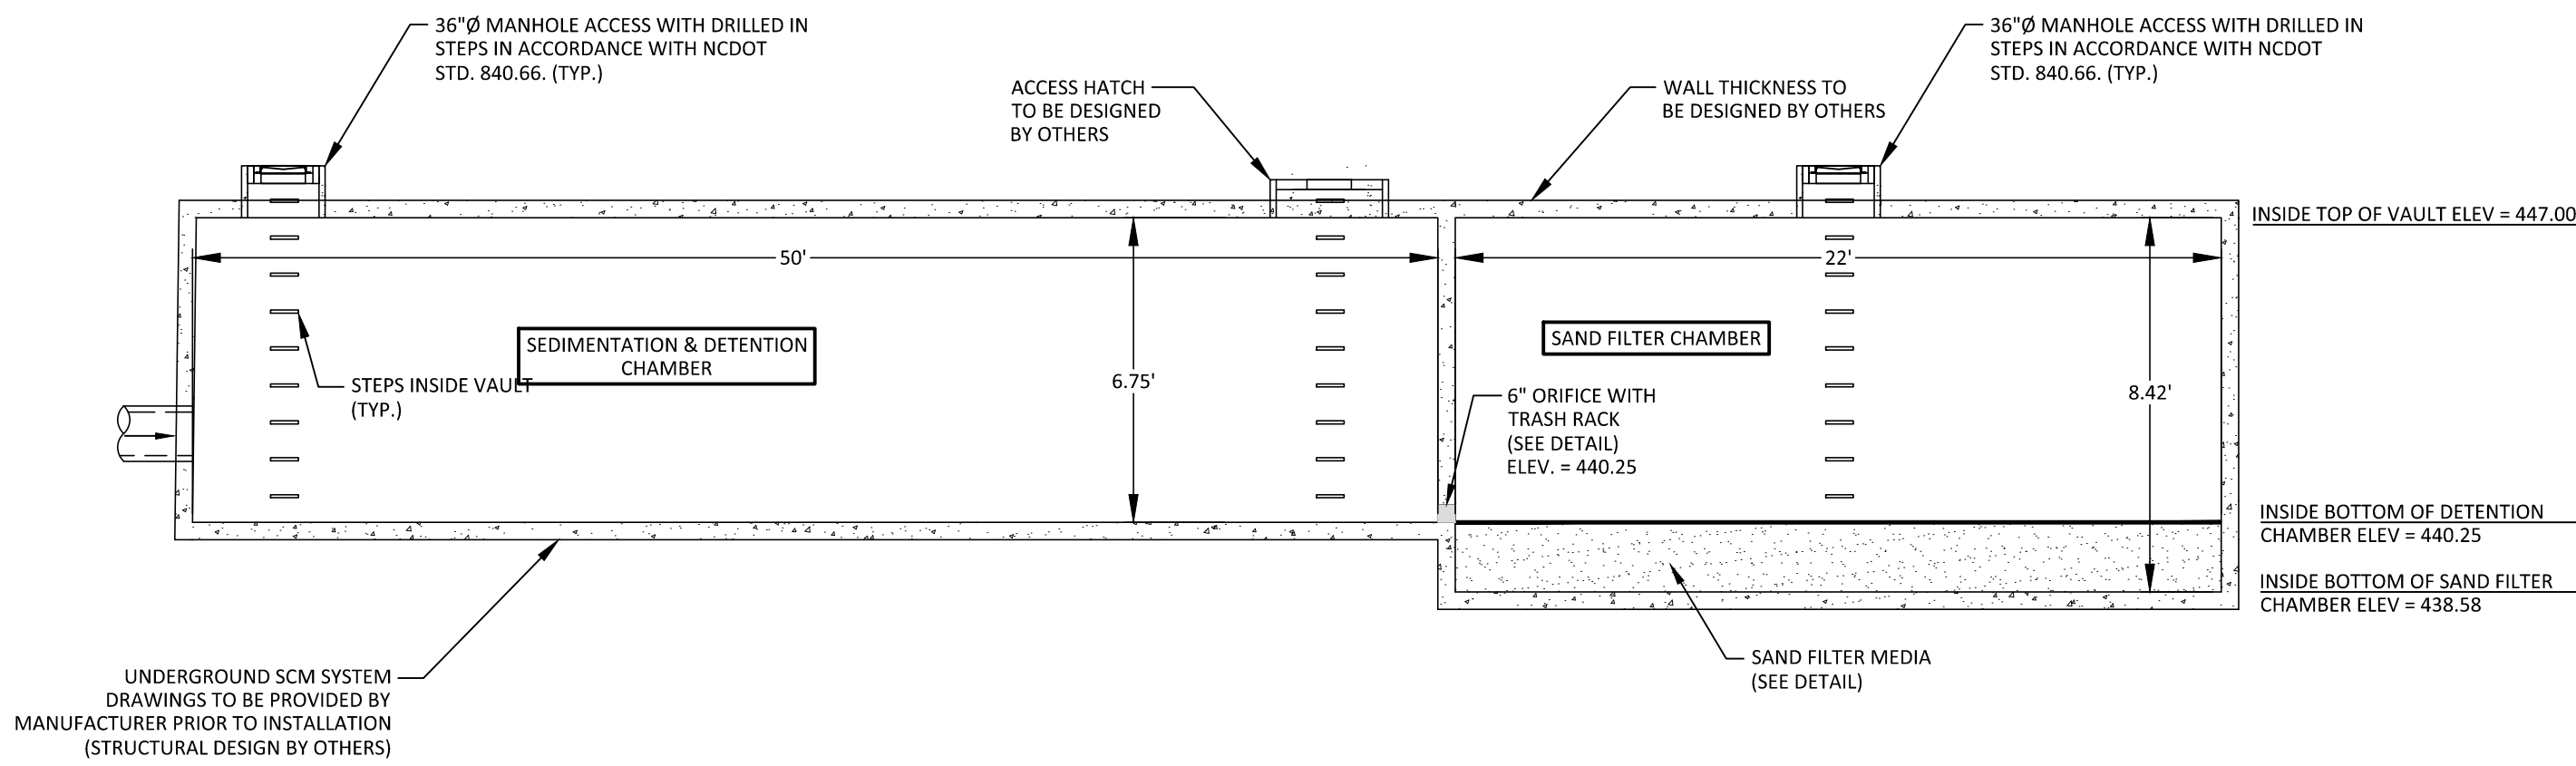 36"Ø MANHOLE ACCESS WITH DRILLED IN
STEPS IN ACCORDANCE WITH NCDOT
STD. 840.66. (TYP.)
36"Ø MANHOLE ACCESS WITH DRILLED IN
STEPS IN ACCORDANCE WITH NCDOT
STD. 840.66. (TYP.)
ACCESS HATCH
TO BE DESIGNED
BY OTHERS
WALL THICKNESS TO
BE DESIGNED BY OTHERS
INSIDE TOP OF VAULT ELEV = 447.00
50'
22'
SEDIMENTATION & DETENTION
CHAMBER
SAND FILTER CHAMBER
STEPS INSIDE VAULT
(TYP.)
6.75'
6" ORIFICE WITH
TRASH RACK
(SEE DETAIL)
ELEV. = 440.25
8.42'
INSIDE BOTTOM OF DETENTION
CHAMBER ELEV = 440.25
INSIDE BOTTOM OF SAND FILTER
CHAMBER ELEV = 438.58
SAND FILTER MEDIA
(SEE DETAIL)
UNDERGROUND SCM SYSTEM
DRAWINGS TO BE PROVIDED BY
MANUFACTURER PRIOR TO INSTALLATION
(STRUCTURAL DESIGN BY OTHERS)